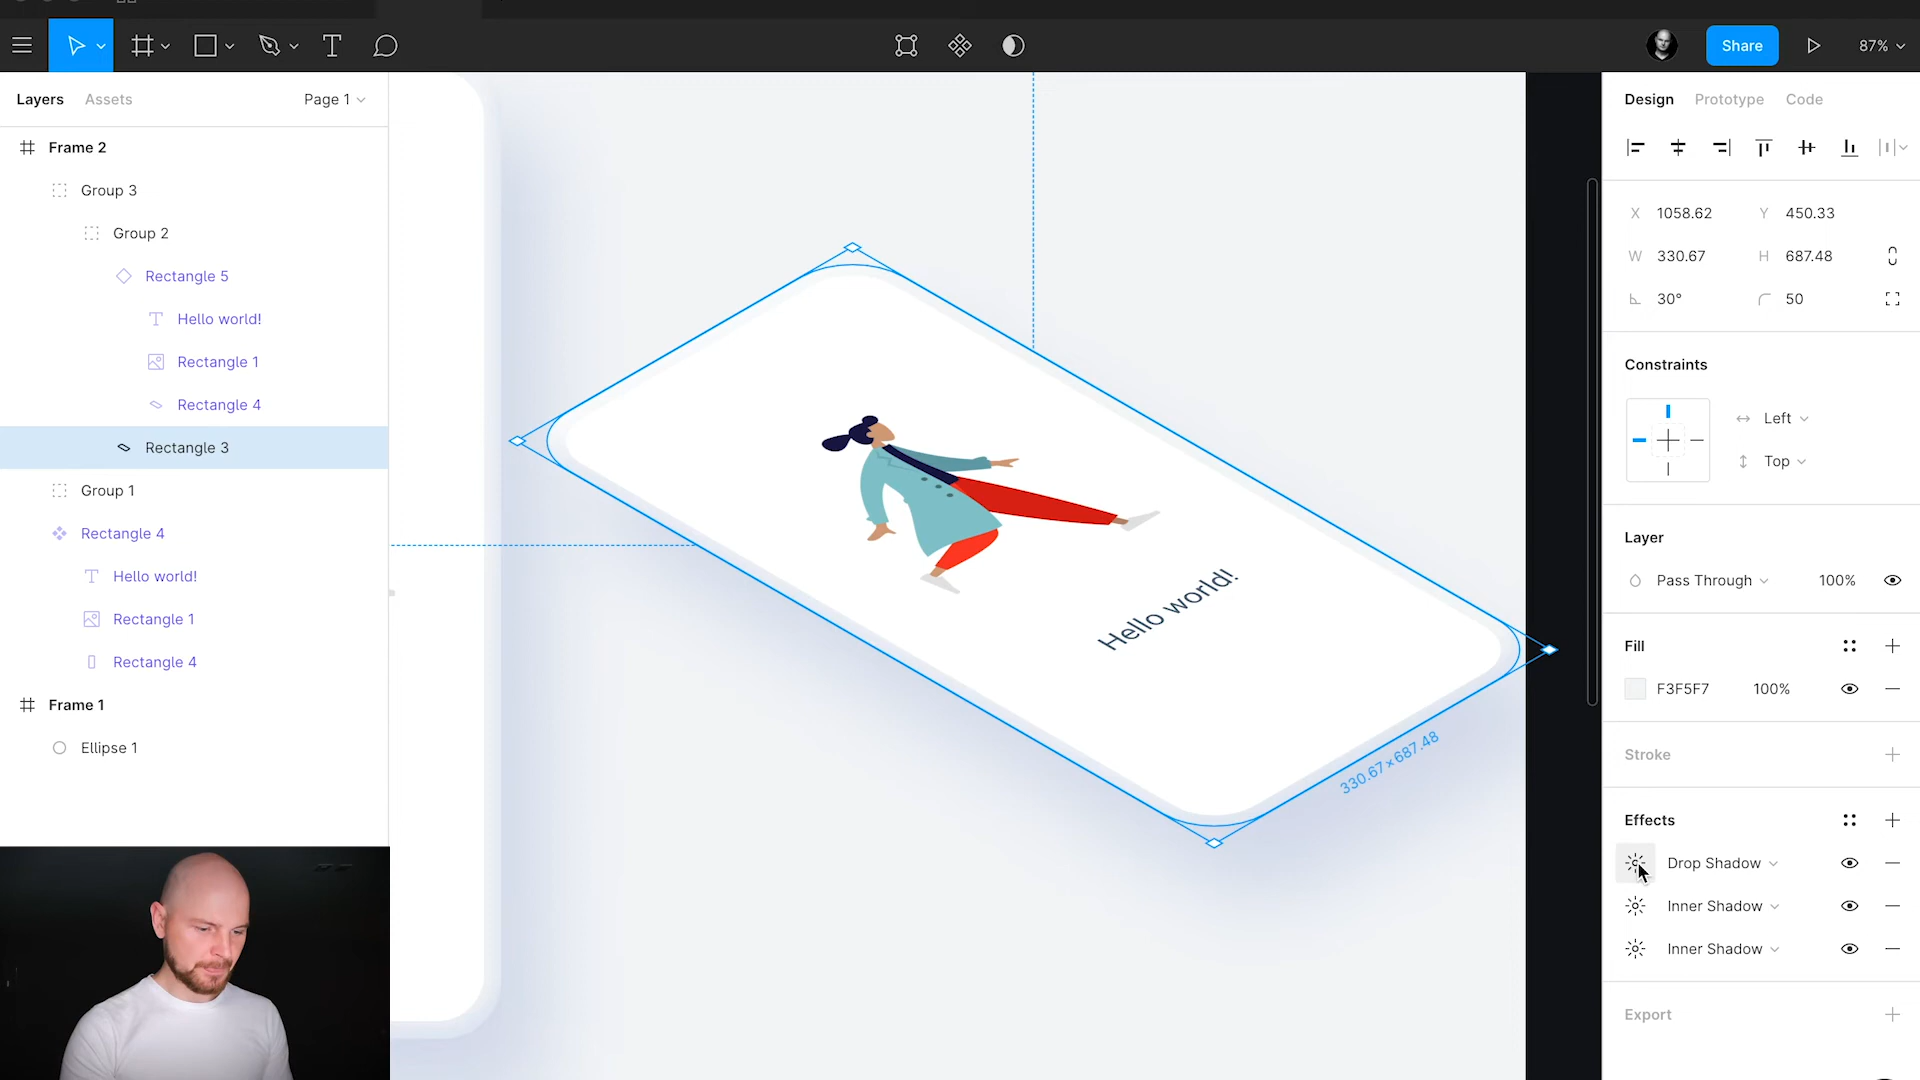 Share
87%
Layers
Assets
Page 1
Frame 2
Group 3
Group 2
Rectangle 5
Hello world!
Rectangle 1
Rectangle 4
Rectangle 3
Group 1
Rectangle 4
Hello world!
Rectangle 1
Rectangle 4
Frame 1
Ellipse 1
Hello world!
330.67 × 687.48
Design
Prototype
Code
X 1058.62 Y 450.33
W 330.67 H 687.48
30° 50
Constraints
Left
Top
Layer
Pass Through 100%
Fill
F3F5F7 100%
Stroke
Effects
Drop Shadow
Inner Shadow
Inner Shadow
Export